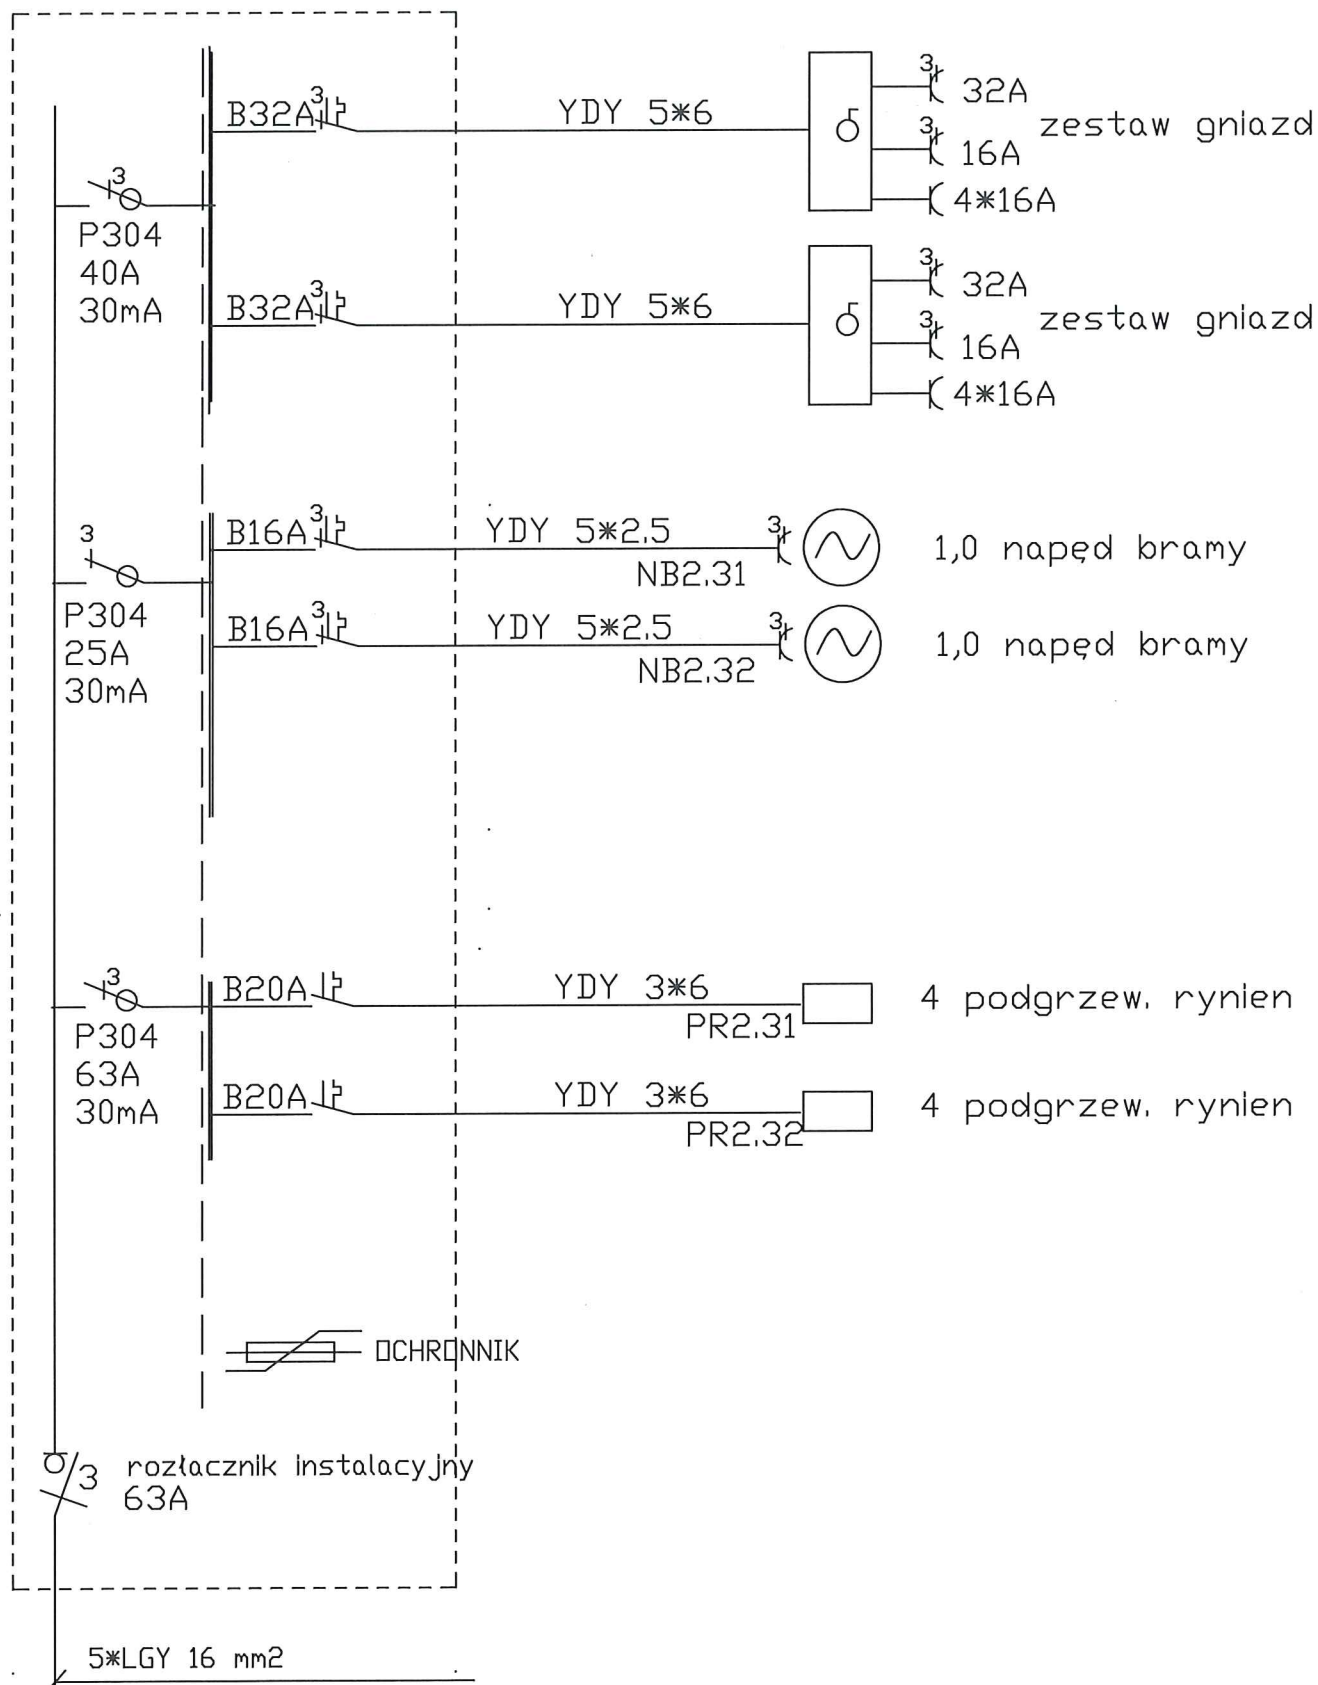 B32A 3 YDY 5*6
3 32A
3 16A
4*16A
zestaw gniazd
3
P304
40A
30mA
B32A 3 YDY 5*6
3 32A
3 16A
4*16A
zestaw gniazd
3
P304
25A
30mA
B16A 3 YDY 5*2.5 3 1,0 napęd bramy
NB2.31
B16A 3 YDY 5*2.5 3 1,0 napęd bramy
NB2.32
3
P304
63A
30mA
B20A YDY 3*6 4 podgrzew. rynien
PR2.31
B20A YDY 3*6 4 podgrzew. rynien
PR2.32
OCHRONNIK
3 rozłacznik instalacyjny
63A
5*LGY 16 mm2